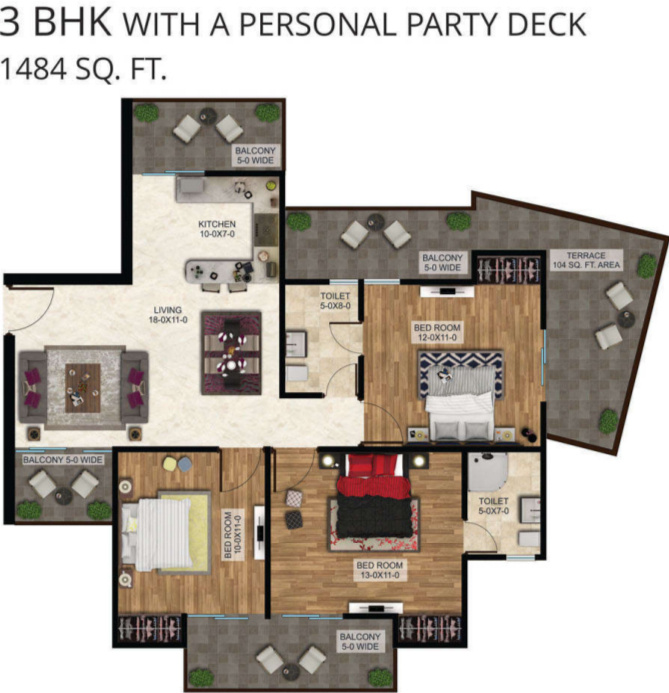 3 BHK WITH A PERSONAL PARTY DECK
1484 SQ. FT.
BALCONY
5-0 WIDE
KITCHEN
10-0X7-0
BALCONY
5-0 WIDE
TERRACE
104 SQ. FT. AREA
TOILET
5-0X8-0
LIVING
18-0X11-0
BED ROOM
12-0X11-0
BALCONY 5-0 WIDE
TOILET
5-0X7-0
BED ROOM
10-0X11-0
BED ROOM
13-0X11-0
BALCONY
5-0 WIDE